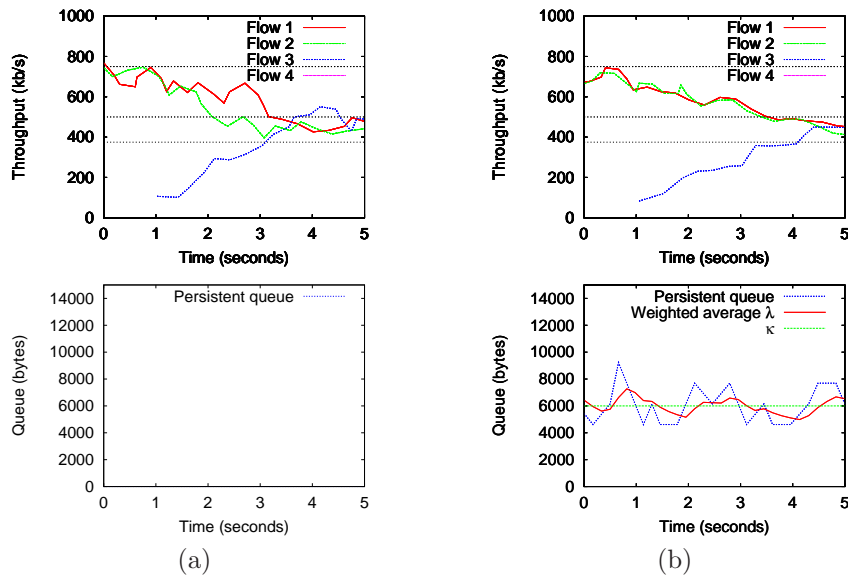 1000
800
600
400
200
0
Throughput (kb/s)
Flow 1
Flow 2
Flow 3
Flow 4
0 1 2 3 4 5
Time (seconds)
1000
800
600
400
200
0
Throughput (kb/s)
Flow 1
Flow 2
Flow 3
Flow 4
0 1 2 3 4 5
Time (seconds)
14000
12000
10000
8000
6000
4000
2000
0
Queue (bytes)
Persistent queue
0 1 2 3 4 5
Time (seconds)
(a)
14000
12000
10000
8000
6000
4000
2000
0
Queue (bytes)
Persistent queue
Weighted average λ
κ
0 1 2 3 4 5
Time (seconds)
(b)